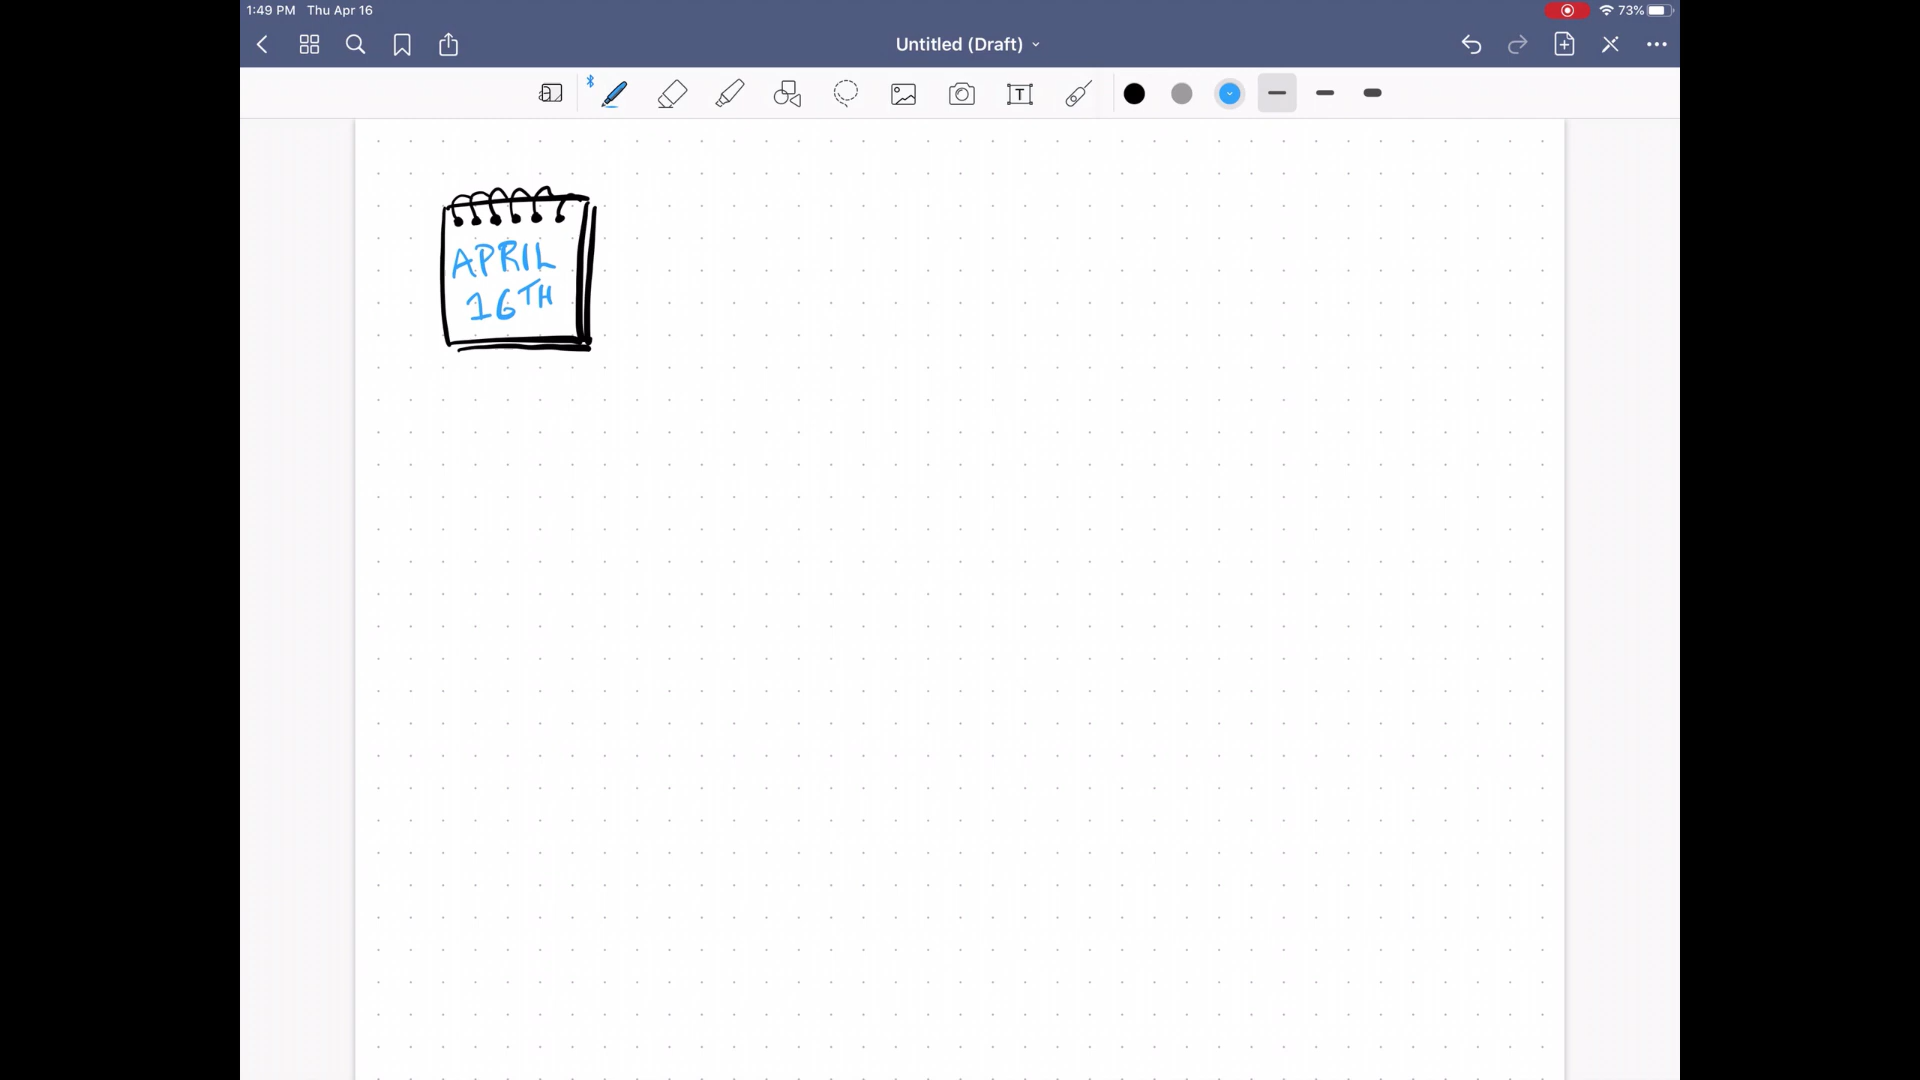 1:49 PM Thu Apr 16
73%
Untitled (Draft)
APRIL
16TH